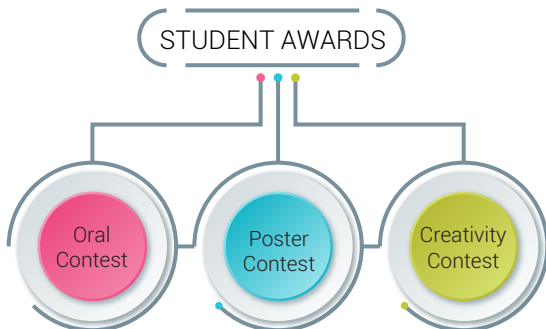 STUDENT AWARDS
Oral
Contest
Poster
Contest
Creativity
Contest